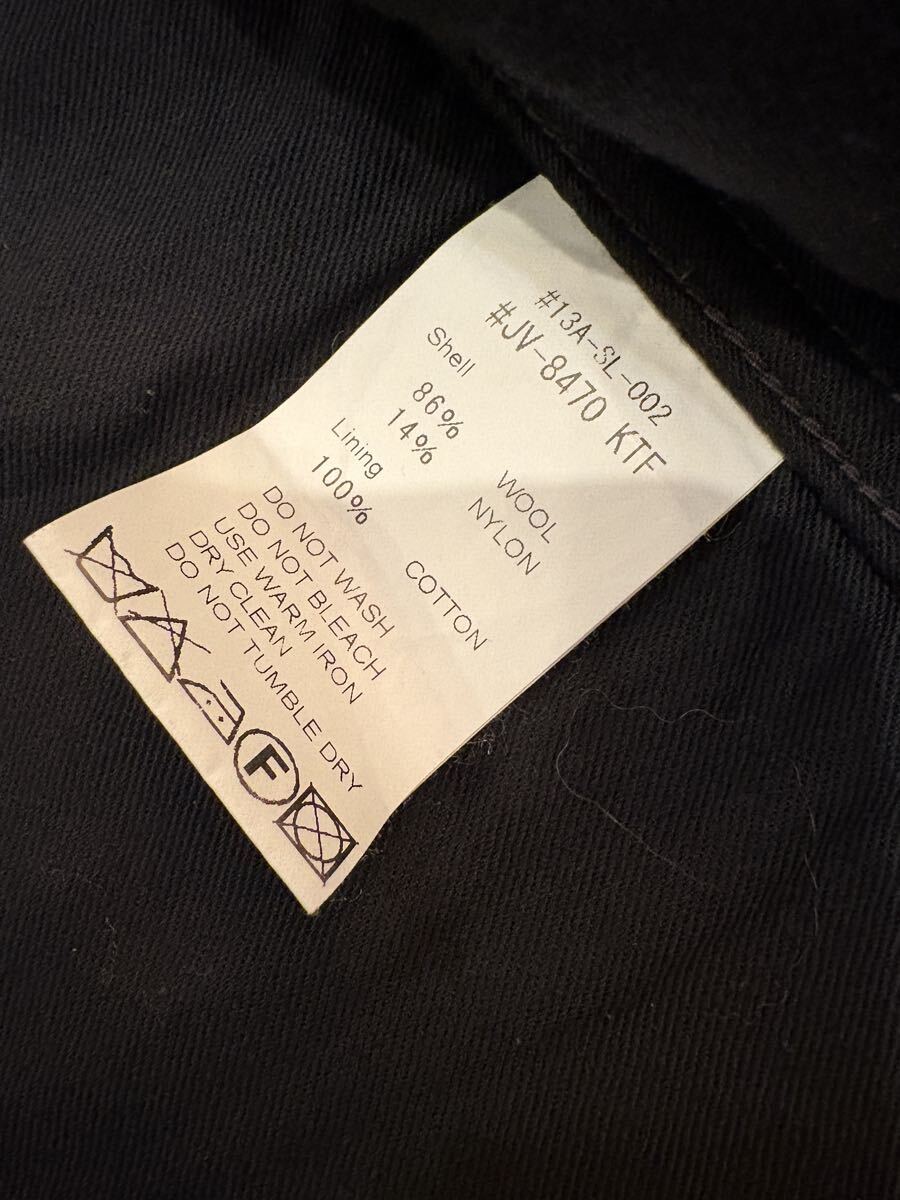 #13A-SL-002
#JV-8470 KTF
Shell
86% WOOL
14% NYLON
Lining
100% COTTON
DO NOT WASH
DO NOT BLEACH
USE WARM IRON
DRY CLEAN
DO NOT TUMBLE DRY
F